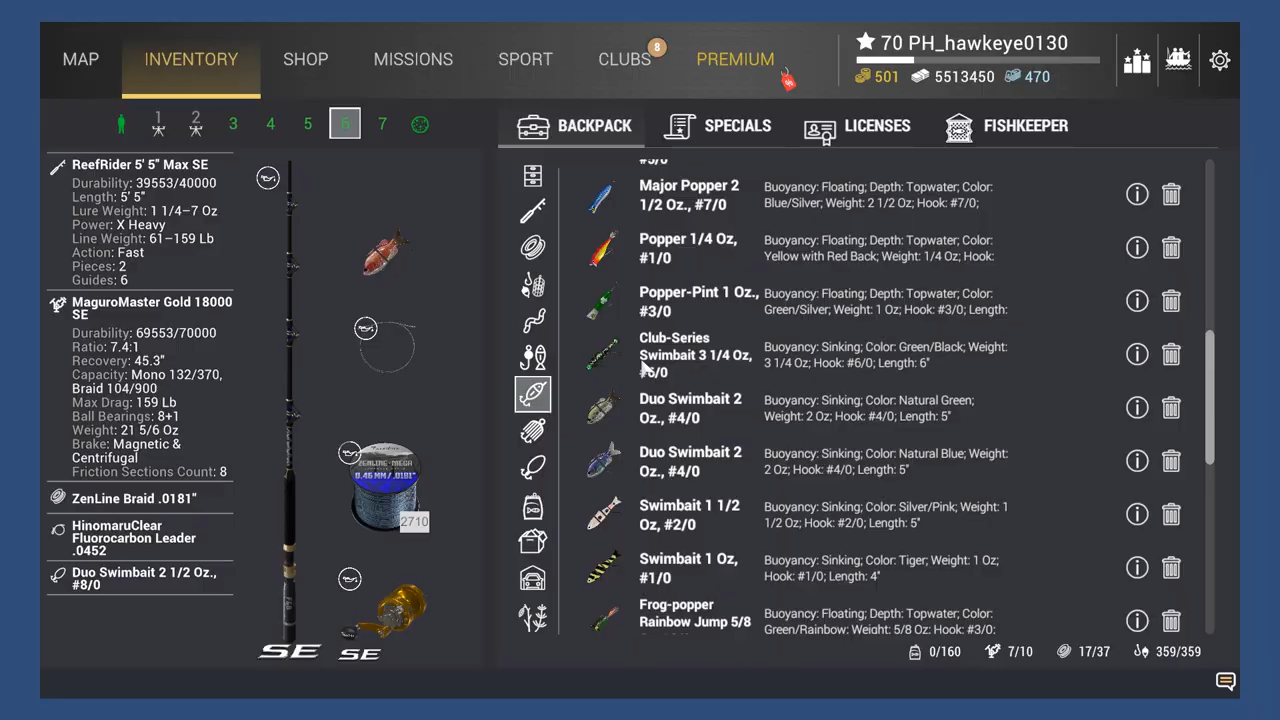 MAP
INVENTORY
SHOP
MISSIONS
SPORT
CLUBS
8
PREMIUM
70 PH_hawkeye0130
501
5513450
470
1
2
3
4
5
6
7
BACKPACK
SPECIALS
LICENSES
FISHKEEPER
ReefRider 5' 5" Max SE
Durability: 39553/40000
Length: 5' 5"
Lure Weight: 1 1/4–7 Oz
Power: X Heavy
Line Weight: 61–159 Lb
Action: Fast
Pieces: 2
Guides: 6
MaguroMaster Gold 18000
SE
Durability: 69553/70000
Ratio: 7.4:1
Recovery: 45.3"
Capacity: Mono 132/370,
Braid 104/900
Max Drag: 159 Lb
Ball Bearings: 8+1
Weight: 21 5/6 Oz
Brake: Magnetic &
Centrifugal
Friction Sections Count: 8
ZenLine Braid .0181"
HinomaruClear
Fluorocarbon Leader
.0452
Duo Swimbait 2 1/2 Oz.,
#8/0
ZENLINE-MEGA
0.46 MM / .0181"
2710
SE
SE
#5/0
Major Popper 2
1/2 Oz., #7/0
Buoyancy: Floating; Depth: Topwater; Color:
Blue/Silver; Weight: 2 1/2 Oz; Hook: #7/0;
Popper 1/4 Oz,
#1/0
Buoyancy: Floating; Depth: Topwater; Color:
Yellow with Red Back; Weight: 1/4 Oz; Hook:
Popper-Pint 1 Oz.,
#3/0
Buoyancy: Floating; Depth: Topwater; Color:
Green/Silver; Weight: 1 Oz; Hook: #3/0; Length:
Club-Series
Swimbait 3 1/4 Oz,
#6/0
Buoyancy: Sinking; Color: Green/Black; Weight:
3 1/4 Oz; Hook: #6/0; Length: 6"
Duo Swimbait 2
Oz., #4/0
Buoyancy: Sinking; Color: Natural Green;
Weight: 2 Oz; Hook: #4/0; Length: 5"
Duo Swimbait 2
Oz., #4/0
Buoyancy: Sinking; Color: Natural Blue; Weight:
2 Oz; Hook: #4/0; Length: 5"
Swimbait 1 1/2
Oz, #2/0
Buoyancy: Sinking; Color: Silver/Pink; Weight: 1
1/2 Oz; Hook: #2/0; Length: 5"
Swimbait 1 Oz,
#1/0
Buoyancy: Sinking; Color: Tiger; Weight: 1 Oz;
Hook: #1/0; Length: 4"
Frog-popper
Rainbow Jump 5/8
Buoyancy: Floating; Depth: Topwater; Color:
Green/Rainbow; Weight: 5/8 Oz; Hook: #3/0;
0/160
7/10
17/37
359/359